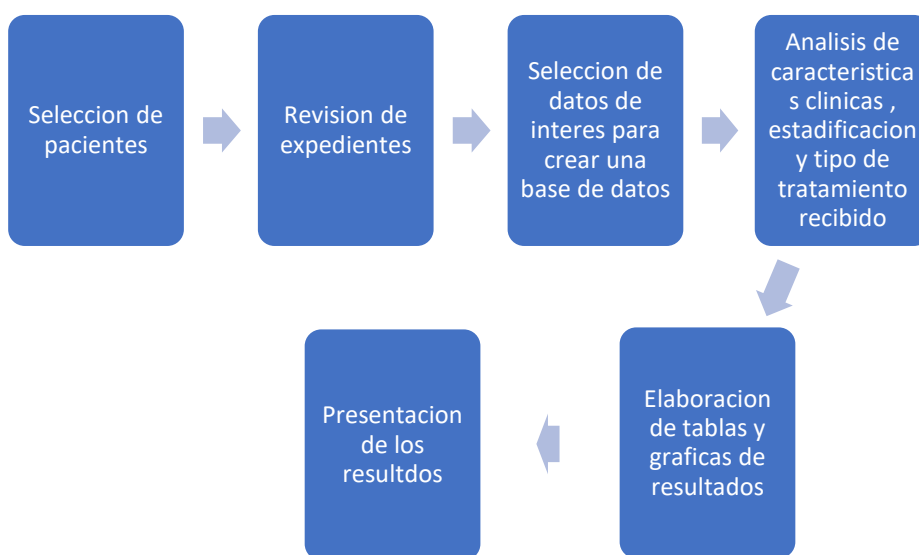 Seleccion de
pacientes
Revision de
expedientes
Seleccion de
datos de
interes para
crear una
base de datos
Analisis de
caracteristica
s clinicas ,
estadificacion
y tipo de
tratamiento
recibido
Elaboracion
de tablas y
graficas de
resultados
Presentacion
de los
resultdos